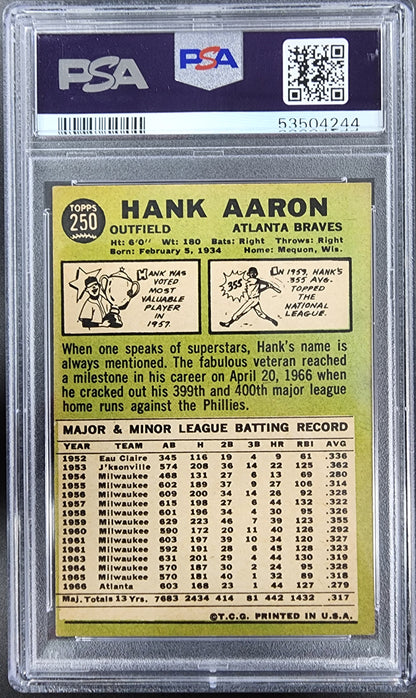 PSA
PSA
53504244
TOPPS
250
HANK AARON
OUTFIELD ATLANTA BRAVES
Ht: 6'0" Wt: 180 Bats: Right Throws: Right
Born: February 5, 1934 Home: Mequon, Wis.
HANK WAS
VOTED
MOST
VALUABLE
PLAYER
IN
1957.
355
IN 1959, HANK'S
.355 AVG.
TOPPED
THE
NATIONAL
LEAGUE.
When one speaks of superstars, Hank's name is
always mentioned. The fabulous veteran reached
a milestone in his career on April 20, 1966 when
he cracked out his 399th and 400th major league
home runs against the Phillies.
MAJOR & MINOR LEAGUE BATTING RECORD
YEAR TEAM AB H 2B 3B HR RBI AVG
1952 Eau Claire 345 116 19 4 9 61 .336
1953 J'ksonville 574 208 36 14 22 125 .362
1954 Milwaukee 468 131 27 6 13 69 .280
1955 Milwaukee 602 189 37 9 27 106 .314
1956 Milwaukee 609 200 34 14 26 92 .328
1957 Milwaukee 615 198 27 6 44 132 .322
1958 Milwaukee 601 196 34 4 30 95 .326
1959 Milwaukee 629 223 46 7 39 123 .355
1960 Milwaukee 590 172 20 11 40 126 .292
1961 Milwaukee 603 197 39 10 34 120 .327
1962 Milwaukee 592 191 28 6 45 128 .323
1963 Milwaukee 631 201 29 4 44 130 .319
1964 Milwaukee 570 187 30 2 24 95 .328
1965 Milwaukee 570 181 40 1 32 89 .318
1966 Atlanta 603 168 23 1 44 127 .279
Maj. Totals 13 Yrs. 7683 2434 414 81 442 1432 .317
©T.C.G. PRINTED IN U.S.A.